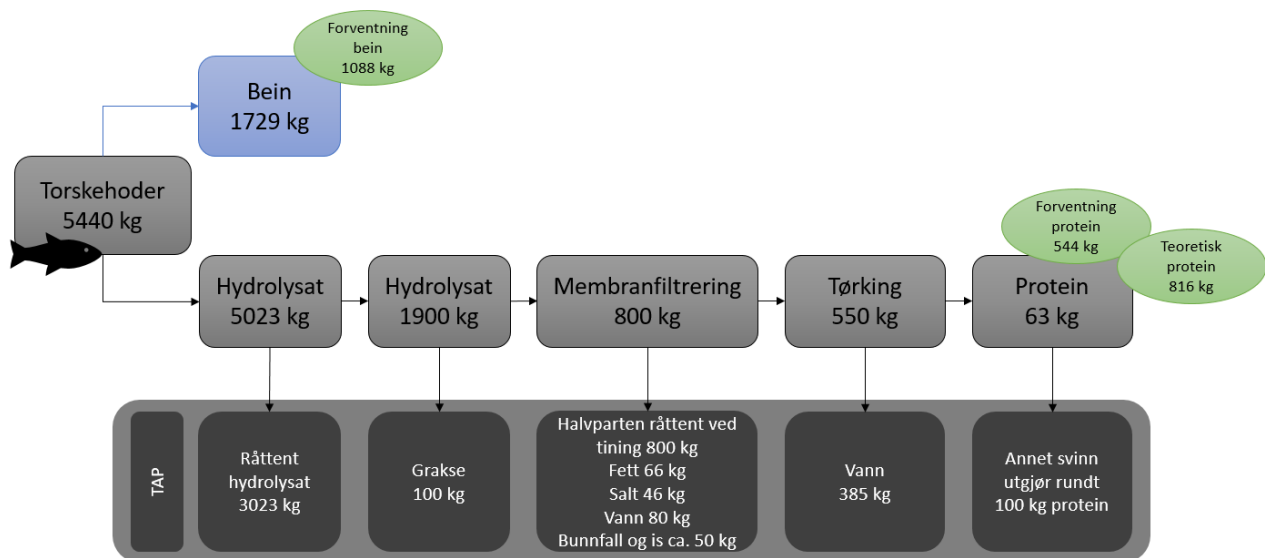 Forventning
bein
1088 kg
Bein
1729 kg
Torskehoder
5440 kg
Forventning
protein
544 kg
Teoretisk
protein
816 kg
Hydrolysat
5023 kg
Hydrolysat
1900 kg
Membranfiltrering
800 kg
Tørking
550 kg
Protein
63 kg
TAP
Råttent
hydrolysat
3023 kg
Grakse
100 kg
Halvparten råttent ved
tining 800 kg
Fett 66 kg
Salt 46 kg
Vann 80 kg
Bunnfall og is ca. 50 kg
Vann
385 kg
Annet svinn
utgjør rundt
100 kg protein